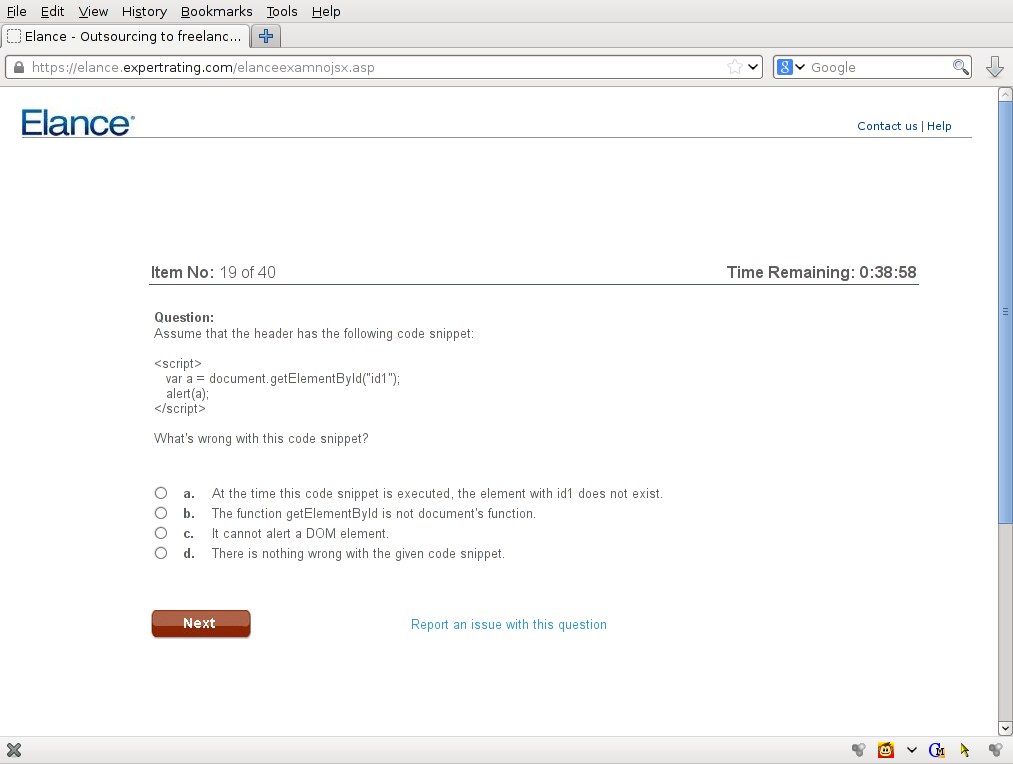 File Edit View History Bookmarks Tools Help
Elance - Outsourcing to freelanc...
https://elance.expertrating.com/elanceexamnojsx.asp
8 Google
Elance
Contact us | Help
Item No: 19 of 40 Time Remaining: 0:38:58
Question:
Assume that the header has the following code snippet:
<script>
var a = document.getElementById("id1");
alert(a);
</script>
What's wrong with this code snippet?
a. At the time this code snippet is executed, the element with id1 does not exist.
b. The function getElementById is not document's function.
c. It cannot alert a DOM element.
d. There is nothing wrong with the given code snippet.
Next Report an issue with this question